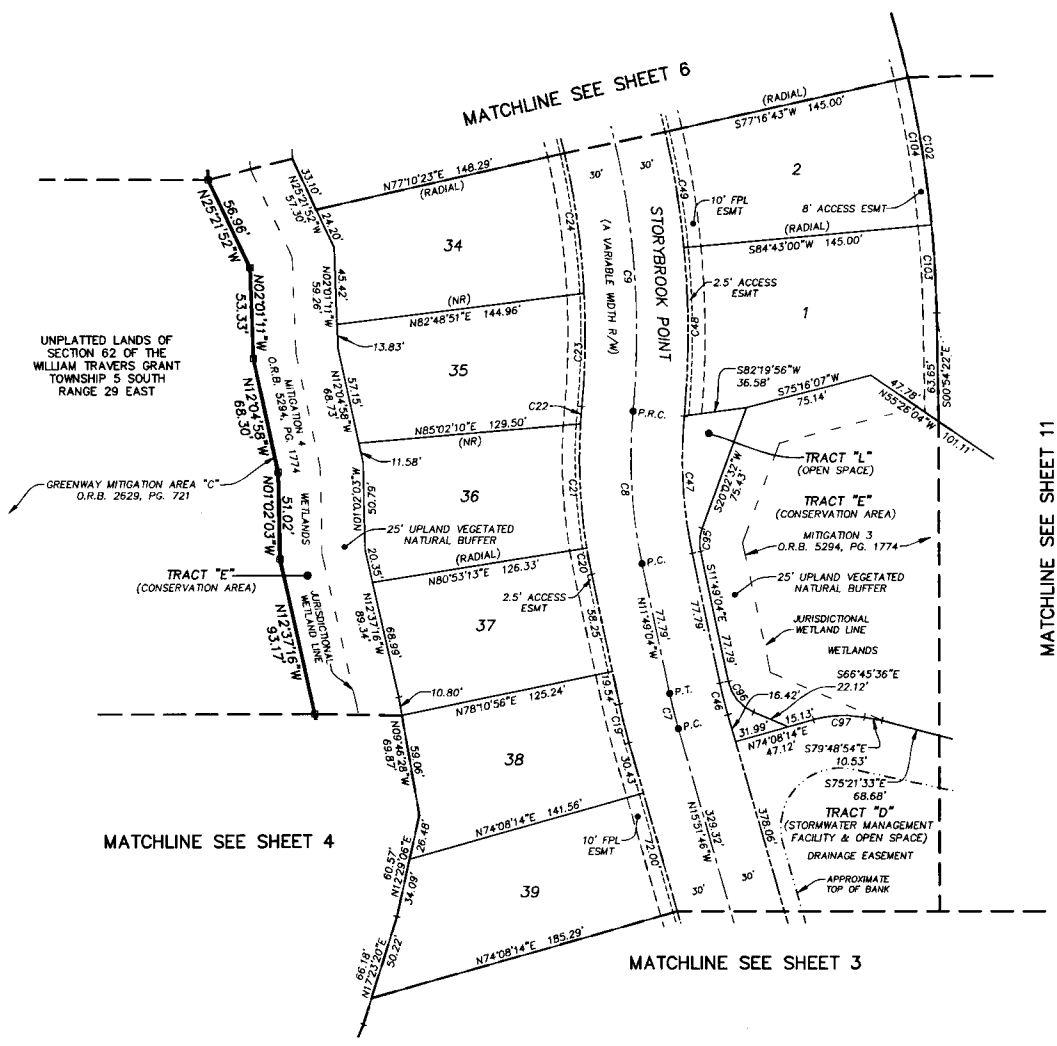 MATCHLINE SEE SHEET 6
(RADIAL)
S77°16'43"W 145.00'
33.10'
N25°21'52"W
57.30'
24.20'
N77°10'23"E 148.29'
(RADIAL)
30'
30'
C49
2
C104
C102
10' FPL
ESMT
8' ACCESS ESMT
56.96'
N25°21'52"W
34
C24
(A VARIABLE WIDTH R/W)
C9
STORYBROOK POINT
(RADIAL)
S84°43'00"W 145.00'
C103
45.42'
N02°01'11"W
59.26'
N02°01'11"W
53.33'
(NR)
N82°48'51"E 144.96'
2.5' ACCESS
ESMT
C48
1
UNPLATTED LANDS OF
SECTION 62 OF THE
WILLIAM TRAVERS GRANT
TOWNSHIP 5 SOUTH
RANGE 29 EAST
13.83'
35
C23
S82°19'56"W
36.58'
S75°16'07"W
75.14'
47.78'
N55°26'04"W
101.11'
63.65'
S00°54'22"E
MITIGATION 4
O.R.B. 5294, PG. 1774
N12°04'58"W
68.30'
57.15'
N12°04'58"W
68.73'
C22
P.R.C.
N85°02'10"E 129.50'
(NR)
11.58'
TRACT "L"
(OPEN SPACE)
GREENWAY MITIGATION AREA "C"
O.R.B. 2629, PG. 721
N01°02'03"W
51.02'
WETLANDS
N01°02'03"W
50.79'
36
C21
C8
C47
S20°02'32"W
75.43'
TRACT "E"
(CONSERVATION AREA)
MITIGATION 3
O.R.B. 5294, PG. 1774
25' UPLAND VEGETATED
NATURAL BUFFER
(RADIAL)
N80°53'13"E 126.33'
20.35'
C20
C95
P.C.
TRACT "E"
(CONSERVATION AREA)
2.5' ACCESS
ESMT
S11°49'04"E 77.79'
77.79'
25' UPLAND VEGETATED
NATURAL BUFFER
JURISDICTIONAL
WETLAND LINE
N12°37'16"W
93.17'
68.99'
N12°37'16"W
89.34'
37
58.25'
77.79'
N11°49'04"W
JURISDICTIONAL
WETLAND LINE
WETLANDS
10.80'
19.54'
P.T.
C96
16.42'
S66°45'36"E
22.12'
N78°10'56"E 125.24'
C19
C7
P.C.
C46
31.99'
15.13'
C97
N74°08'14"E
47.12'
S79°48'54"E
10.53'
59.06'
N09°46'28"W
69.87'
38
30.43'
S75°21'33"E
68.68'
N74°08'14"E 141.56'
26.48'
329.32'
N15°51'46"W
378.06'
TRACT "D"
(STORMWATER MANAGEMENT
FACILITY & OPEN SPACE)
DRAINAGE EASEMENT
MATCHLINE SEE SHEET 4
60.57'
N12°29'06"E
34.09'
10' FPL
ESMT
72.00'
39
30'
30'
APPROXIMATE
TOP OF BANK
66.18'
N17°23'20"E
50.22'
N74°08'14"E 185.29'
MATCHLINE SEE SHEET 3
MATCHLINE SEE SHEET 11